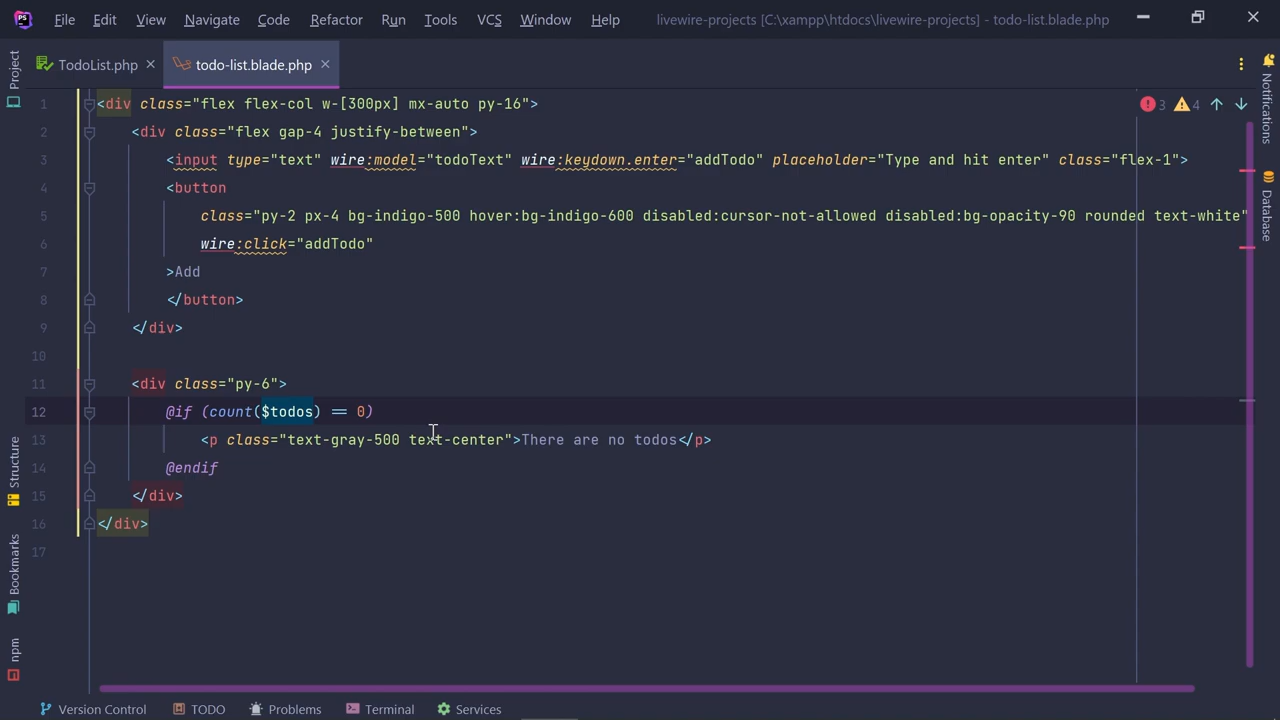 PS File Edit View Navigate Code Refactor Run Tools VCS Window Help livewire-projects [C:\xampp\htdocs\livewire-projects] - todo-list.blade.php
TodoList.php todo-list.blade.php
Project
1 <div class="flex flex-col w-[300px] mx-auto py-16"> 3 4
2 <div class="flex gap-4 justify-between">
3 <input type="text" wire:model="todoText" wire:keydown.enter="addTodo" placeholder="Type and hit enter" class="flex-1">
4 <button
5 class="py-2 px-4 bg-indigo-500 hover:bg-indigo-600 disabled:cursor-not-allowed disabled:bg-opacity-90 rounded text-white"
6 wire:click="addTodo"
7 >Add
8 </button>
9 </div>
10
11 <div class="py-6">
12 @if (count($todos) == 0)
13 <p class="text-gray-500 text-center">There are no todos</p>
14 @endif
15 </div>
16 </div>
17
Structure
Bookmarks
npm
Notifications
Database
Version Control TODO Problems Terminal Services